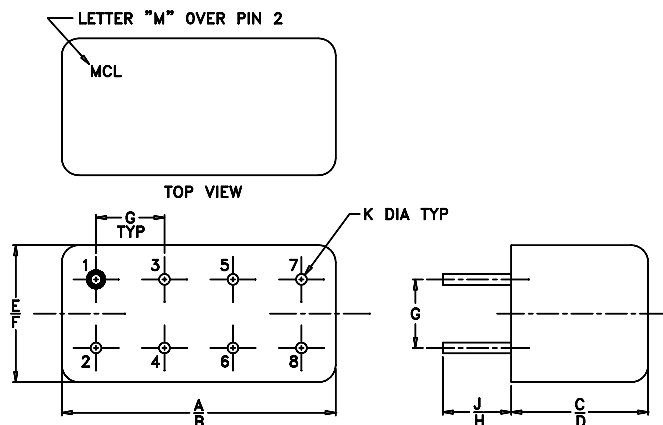 LETTER "M" OVER PIN 2
MCL
TOP VIEW
G
TYP
K DIA TYP
1 3 5 7
E
F
G
2 4 6 8
A
B
J
H
C
D